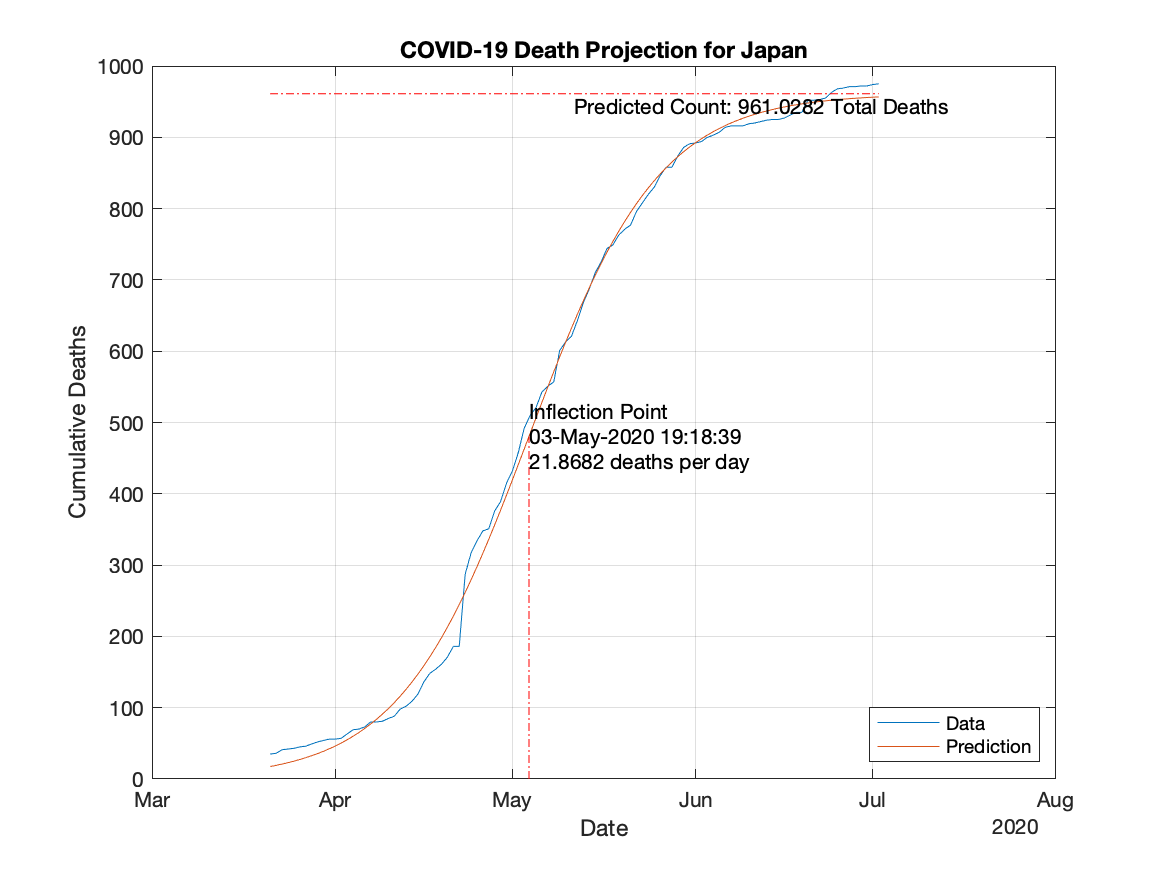 COVID-19 Death Projection for Japan
1000
Predicted Count: 961.0282 Total Deaths
900
800
700
600
500
400
300
200
100
0
Cumulative Deaths
Inflection Point
03-May-2020 19:18:39
21.8682 deaths per day
Data
Prediction
Mar Apr May Jun Jul Aug
Date
2020